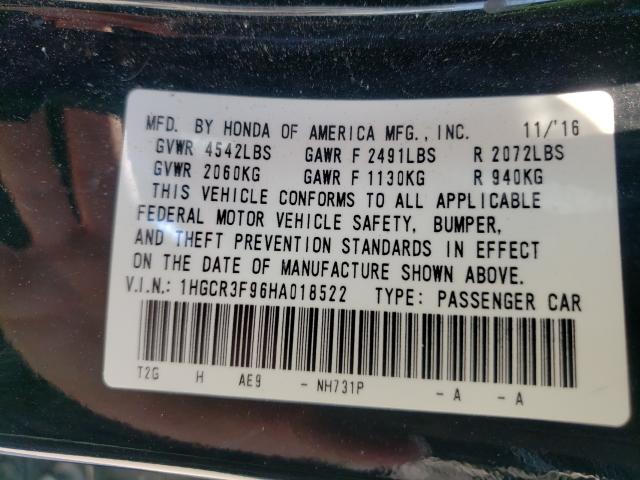 MFD. BY HONDA OF AMERICA MFG., INC. 11/'16
GVWR 4542LBS GAWR F 2491LBS R 2072LBS
GVWR 2060KG GAWR F 1130KG R 940KG
THIS VEHICLE CONFORMS TO ALL APPLICABLE
FEDERAL MOTOR VEHICLE SAFETY, BUMPER,
AND THEFT PREVENTION STANDARDS IN EFFECT
ON THE DATE OF MANUFACTURE SHOWN ABOVE.
V.I.N.: 1HGCR3F96HA018522 TYPE: PASSENGER CAR
T2G H AE9 - NH731P - A - A